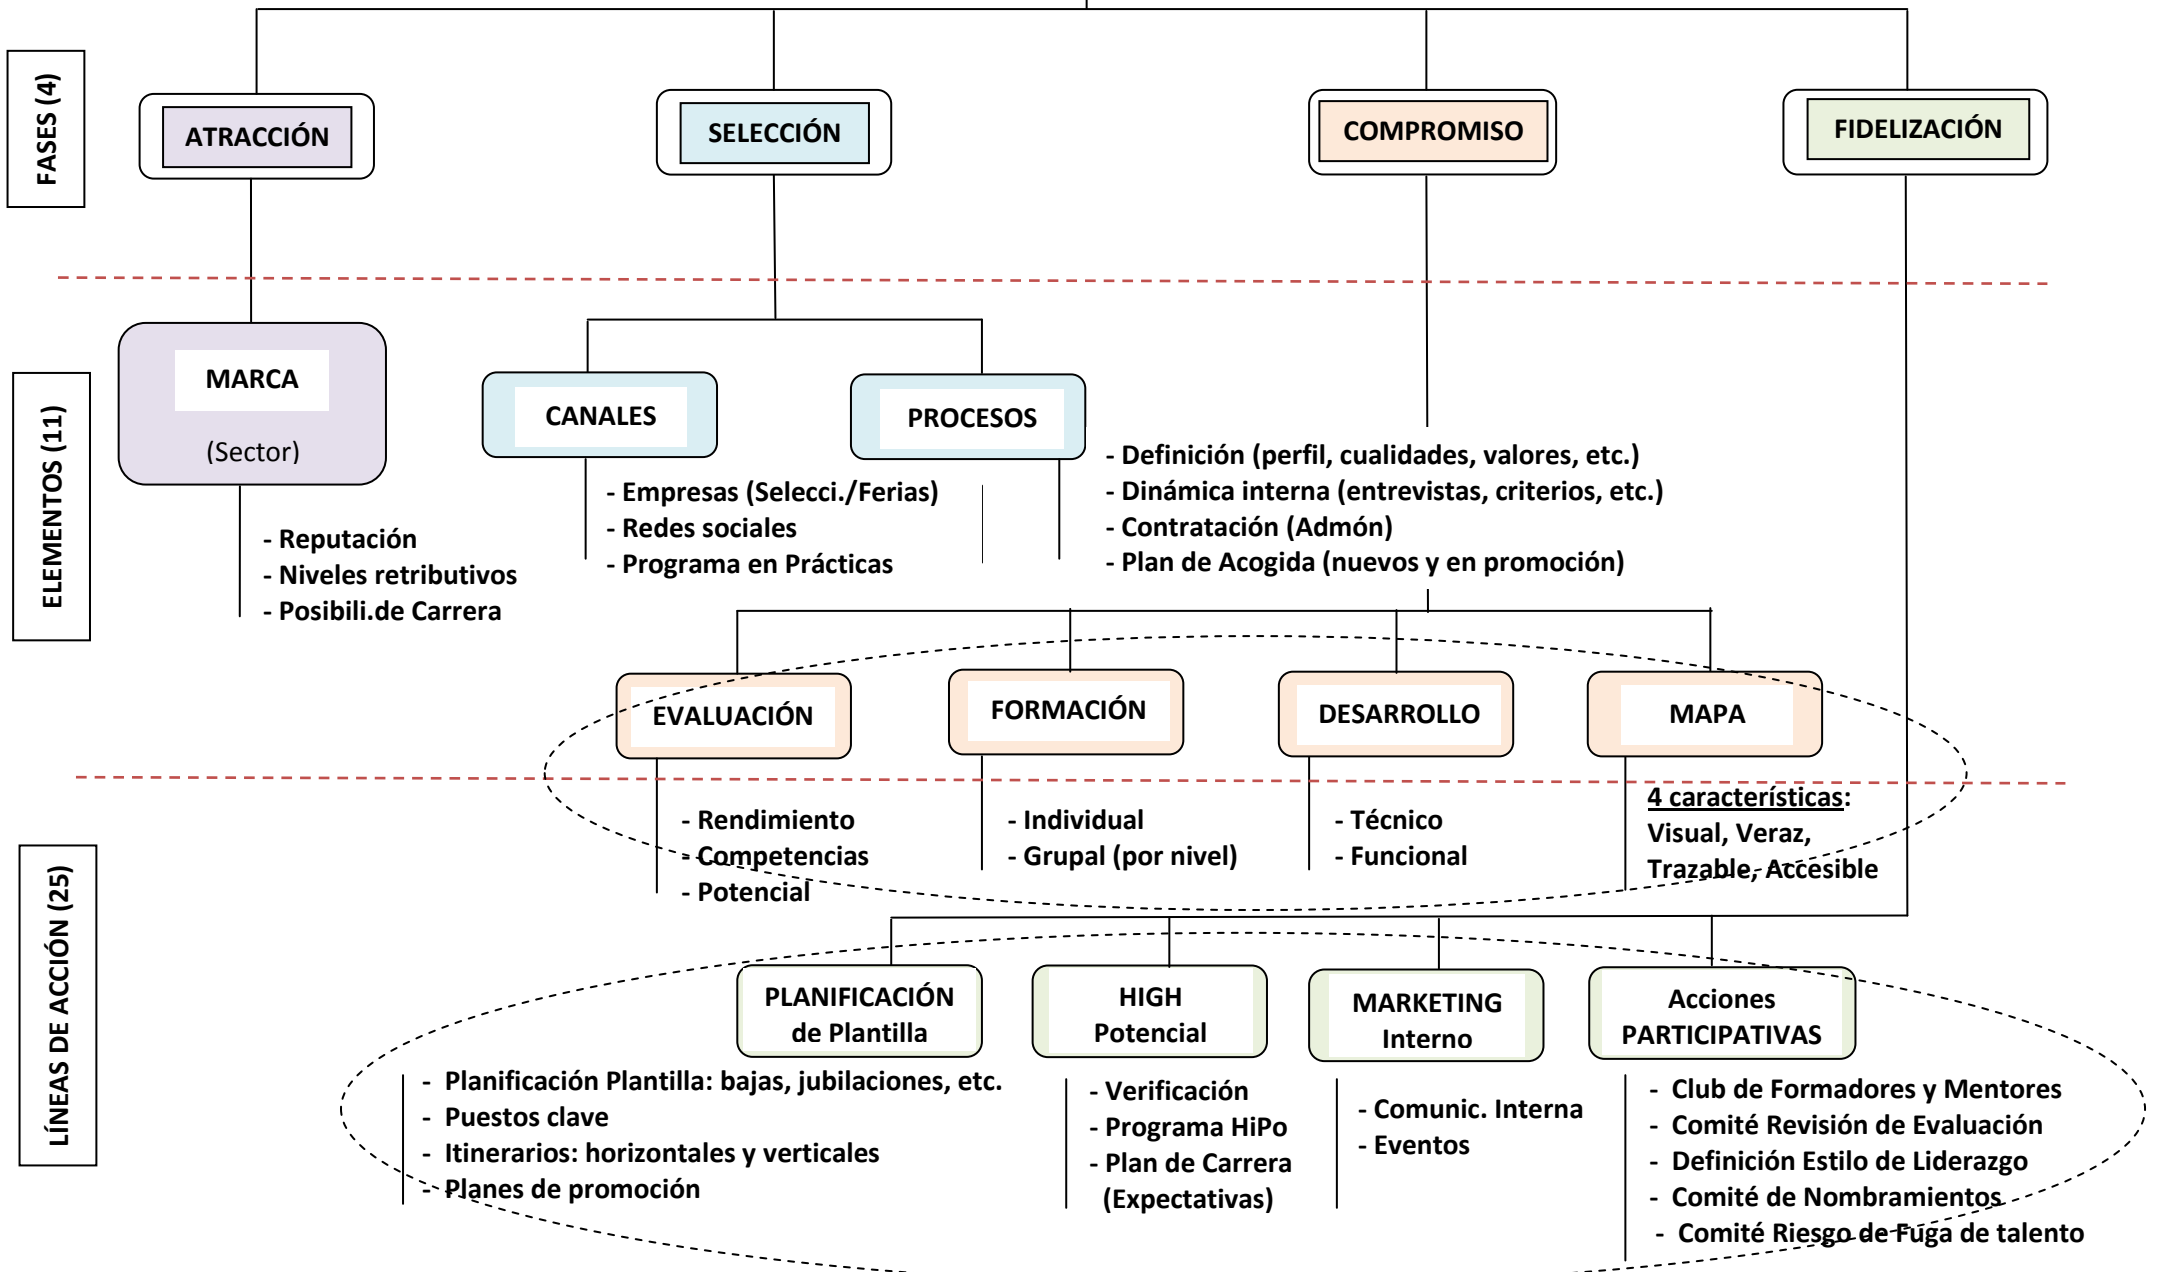 FASES (4)
ATRACCIÓN
SELECCIÓN
COMPROMISO
FIDELIZACIÓN
ELEMENTOS (11)
MARCA
(Sector)
- Reputación
- Niveles retributivos
- Posibili.de Carrera
CANALES
- Empresas (Selecci./Ferias)
- Redes sociales
- Programa en Prácticas
PROCESOS
- Definición (perfil, cualidades, valores, etc.)
- Dinámica interna (entrevistas, criterios, etc.)
- Contratación (Admón)
- Plan de Acogida (nuevos y en promoción)
EVALUACIÓN
FORMACIÓN
DESARROLLO
MAPA
LÍNEAS DE ACCIÓN (25)
- Rendimiento
- Competencias
- Potencial
- Individual
- Grupal (por nivel)
- Técnico
- Funcional
4 características:
Visual, Veraz,
Trazable, Accesible
PLANIFICACIÓN
de Plantilla
- Planificación Plantilla: bajas, jubilaciones, etc.
- Puestos clave
- Itinerarios: horizontales y verticales
- Planes de promoción
HIGH
Potencial
- Verificación
- Programa HiPo
- Plan de Carrera
(Expectativas)
MARKETING
Interno
- Comunic. Interna
- Eventos
Acciones
PARTICIPATIVAS
- Club de Formadores y Mentores
- Comité Revisión de Evaluación
- Definición Estilo de Liderazgo
- Comité de Nombramientos
- Comité Riesgo de Fuga de talento